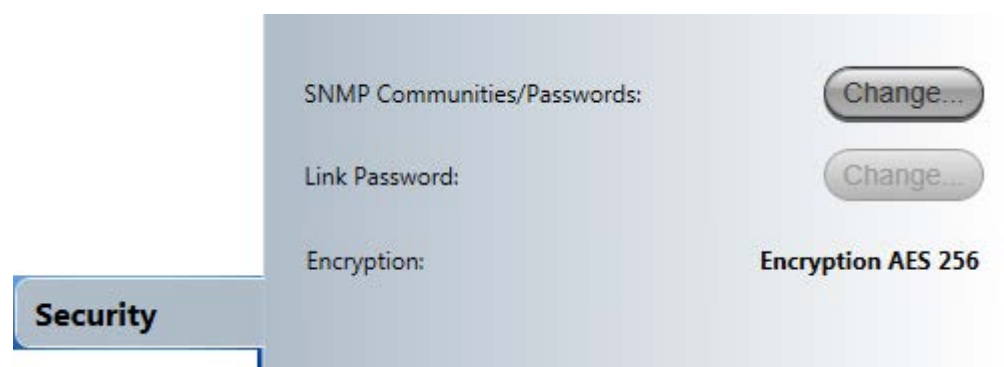 SNMP Communities/Passwords:
Change...
Link Password:
Change...
Encryption:
Encryption AES 256
Security